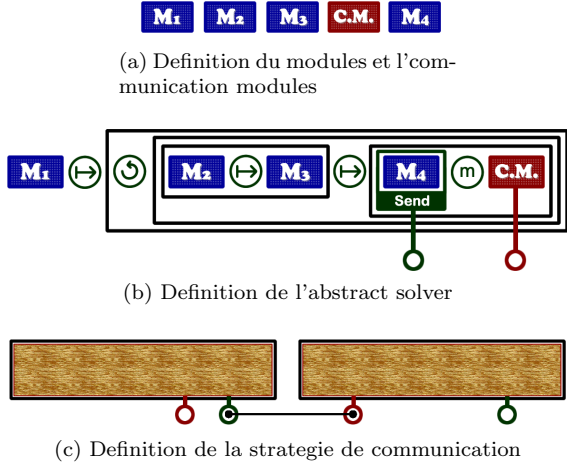 M1 M2 M3 C.M. M4
(a) Definition du modules et l'com-
munication modules
M1 ↦ ↺ M2 ↦ M3 ↦ M4 m C.M.
Send
(b) Definition de l'abstract solver
(c) Definition de la strategie de communication